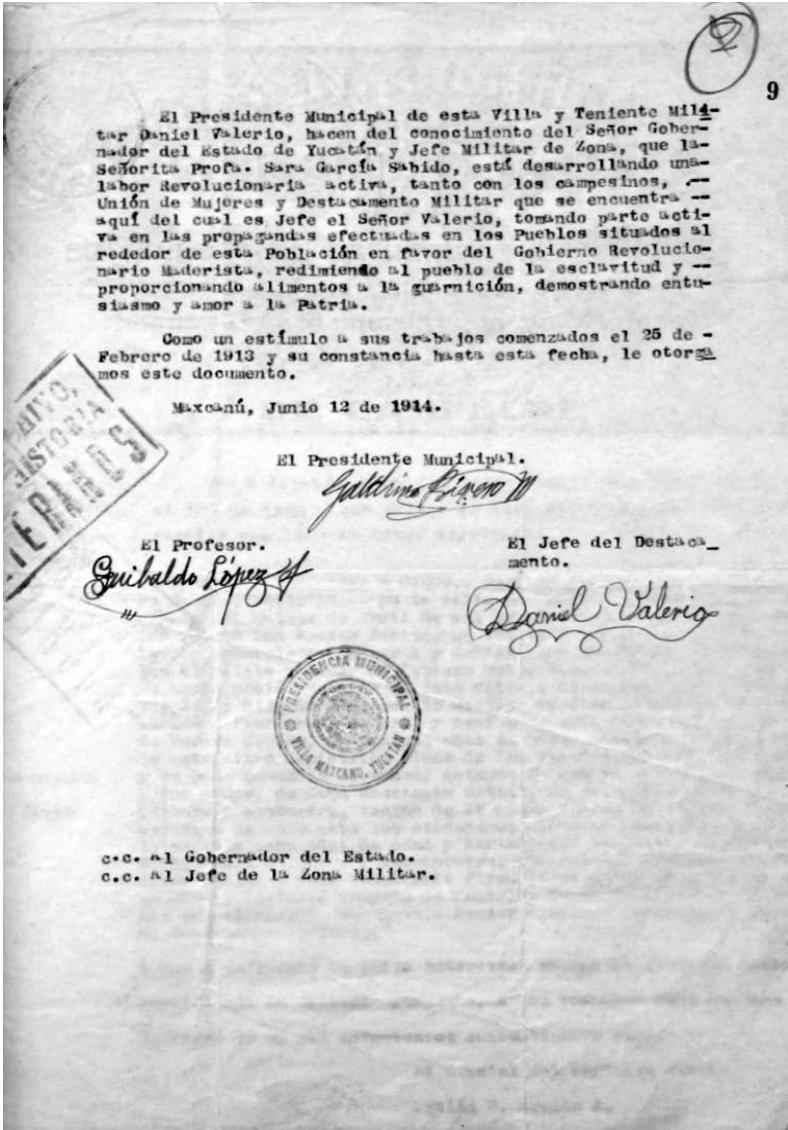 9
El Presidente Municipal de esta Villa y Teniente Mili-
tar Daniel Valerio, hacen del conocimiento del Señor Gober-
nador del Estado de Yucatán y Jefe Militar de Zona, que la-
Señorita Profa. Sara García Sabido, está desarrollando una-
labor Revolucionaria activa, tanto con los campesinos, .--
Unión de Mujeres y Destacamento Militar que se encuentra --
aquí del cual es Jefe el Señor Valerio, tomando parte acti-
va en las propagandas efectuadas en los Pueblos situados al
rededor de esta Población en favor del Gobierno Revolucio-
nario Maderista, redimiendo al pueblo de la esclavitud y --
proporcionando alimentos a la guarnición, demostrando entu-
siasmo y amor a la Patria.
Como un estímulo a sus trabajos comenzados el 25 de -
Febrero de 1913 y su constancia hasta esta fecha, le otorga
mos este documento.
Maxcanú, Junio 12 de 1914.
El Presidente Municipal.
El Profesor.
López
El Jefe del Destaca_
mento.
Daniel Valerio
PRESIDENCIA MUNICIPAL
VILLA MAXCANU, YUCATAN
c.c. al Gobernador del Estado.
c.c. al Jefe de la Zona Militar.